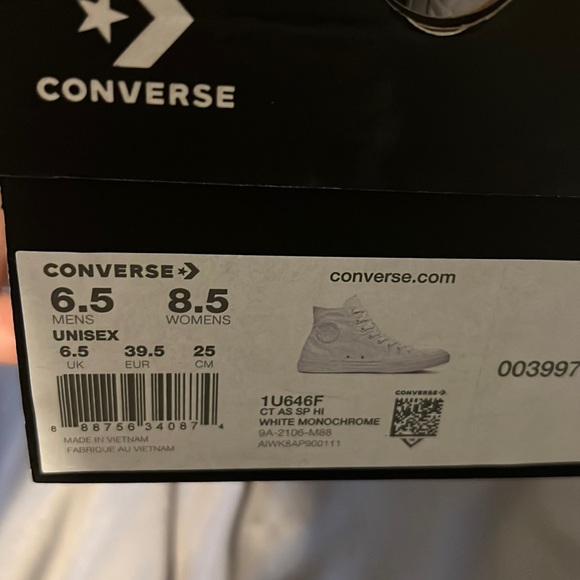 CONVERSE
CONVERSE
converse.com
6.5 8.5
MENS WOMENS
UNISEX
6.5 39.5 25
UK EUR CM
003997
8 88756 34087 4
1U646F
CT AS SP HI
WHITE MONOCHROME
9A-2106-M88
AIWK8AP900111
CONVERSE
MADE IN VIETNAM
FABRIQUE AU VIETNAM